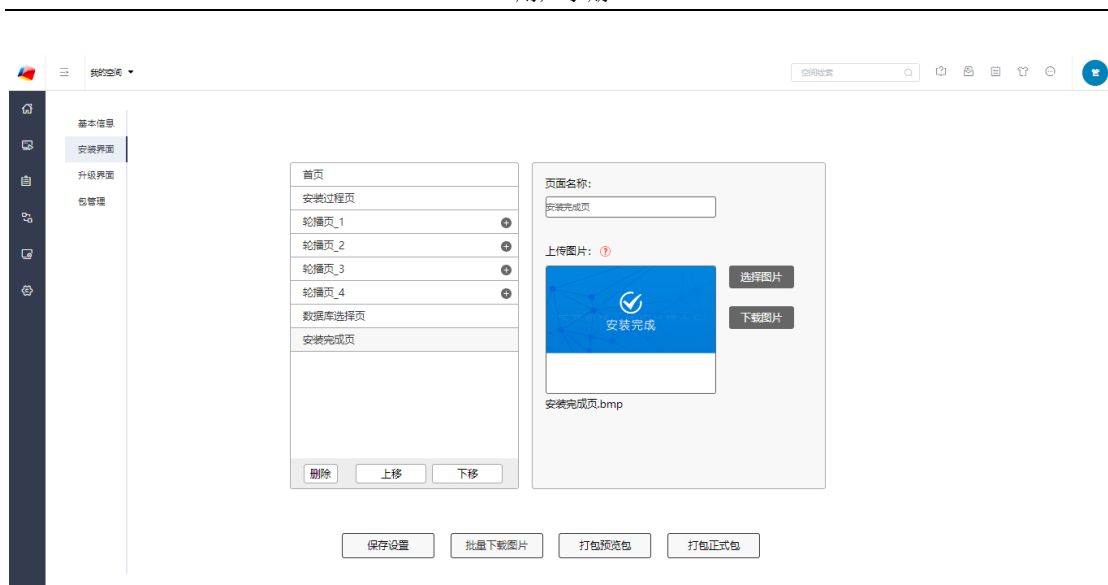 我的空间
空间检索
管
基本信息
安装界面
升级界面
包管理
首页
安装过程页
轮播页_1
轮播页_2
轮播页_3
轮播页_4
数据库选择页
安装完成页
删除
上移
下移
页面名称:
安装完成页
上传图片:
选择图片
下载图片
安装完成
安装完成页.bmp
保存设置
批量下载图片
打包预览包
打包正式包